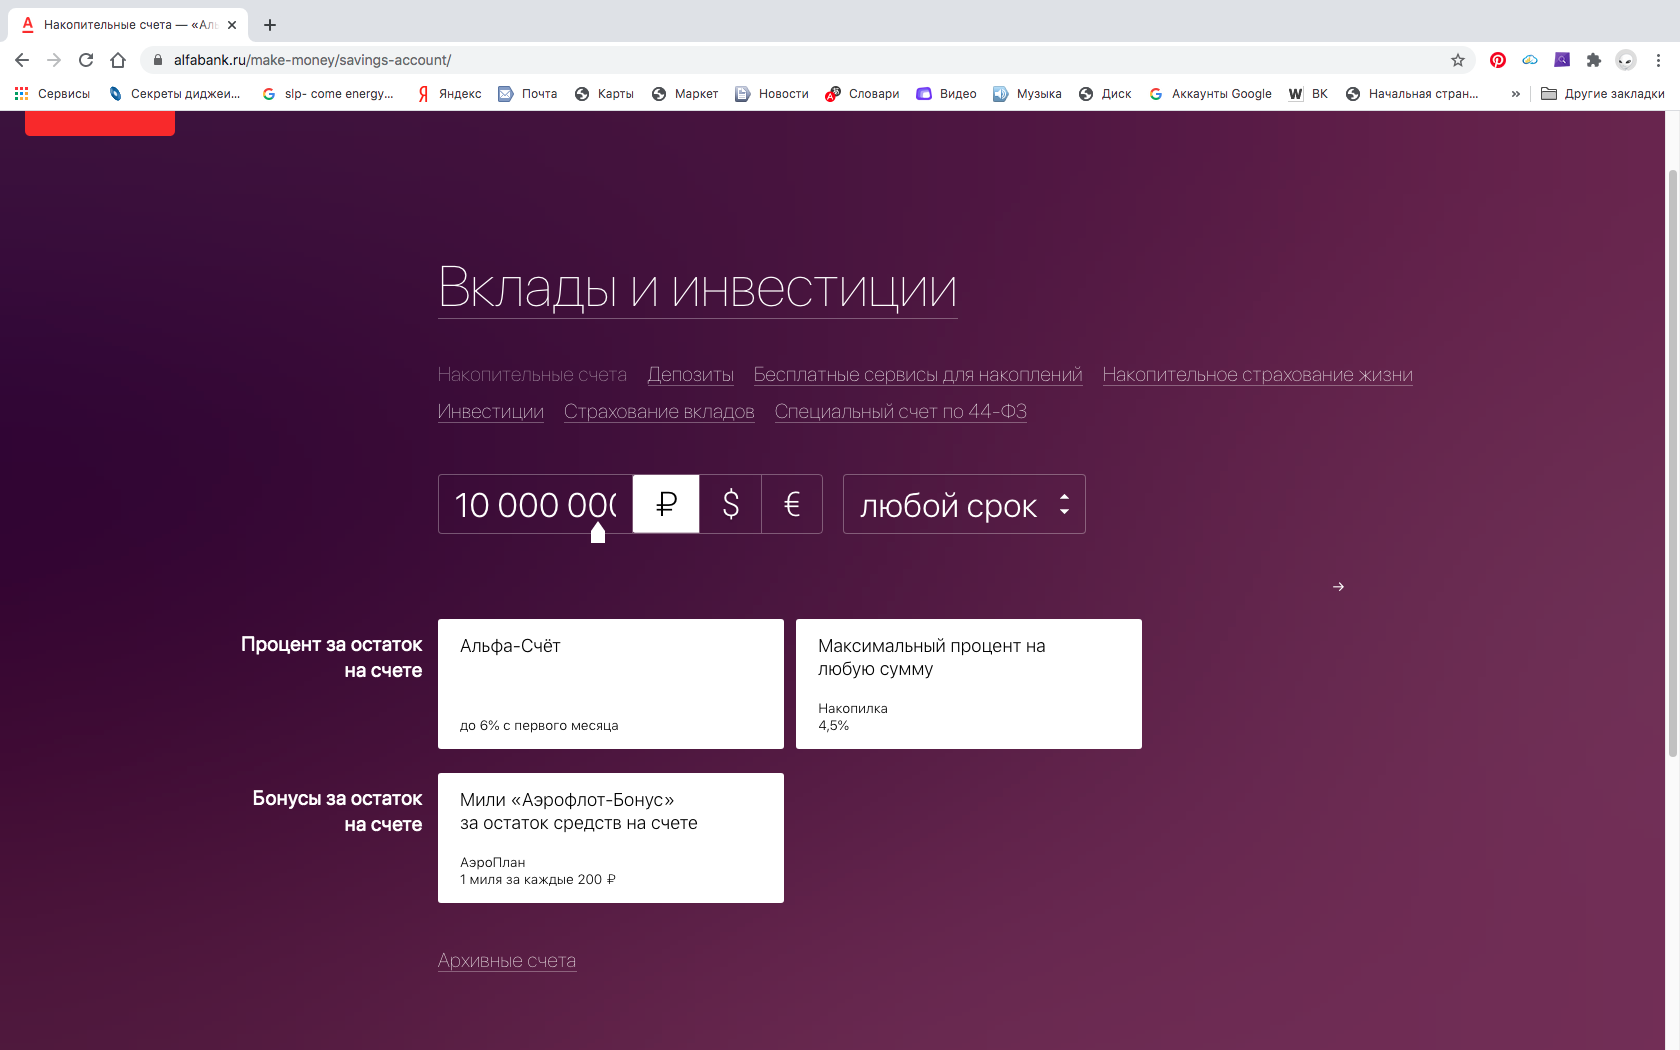 Накопительные счета — «Аль
alfabank.ru/make-money/savings-account/
Сервисы
Секреты диджеи...
slp- come energy...
Яндекс
Почта
Карты
Маркет
Новости
Словари
Видео
Музыка
Диск
Аккаунты Google
ВК
Начальная стран...
»
Другие закладки
Вклады и инвестиции
Накопительные счета Депозиты Бесплатные сервисы для накоплений Накопительное страхование жизни
Инвестиции Страхование вкладов Специальный счет по 44-ФЗ
10 000 000 ₽ $ € любой срок
→
Процент за остаток
на счете
Альфа-Счёт
до 6% с первого месяца
Максимальный процент на
любую сумму
Накопилка
4,5%
Бонусы за остаток
на счете
Мили «Аэрофлот-Бонус»
за остаток средств на счете
АэроПлан
1 миля за каждые 200 ₽
Архивные счета